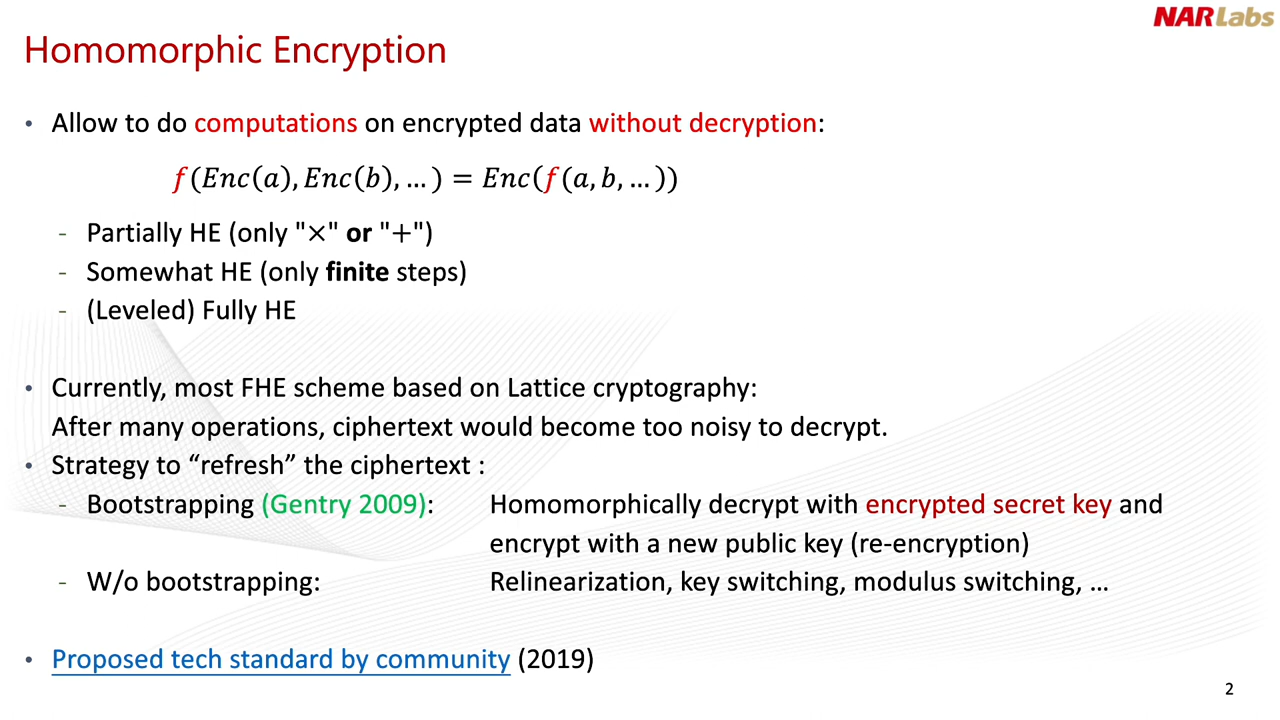 NARLabs
Homomorphic Encryption
• Allow to do computations on encrypted data without decryption:
f(Enc(a), Enc(b), … ) = Enc(f(a, b, … ))
- Partially HE (only "×" or "+")
- Somewhat HE (only finite steps)
- (Leveled) Fully HE
• Currently, most FHE scheme based on Lattice cryptography:
After many operations, ciphertext would become too noisy to decrypt.
• Strategy to “refresh” the ciphertext :
- Bootstrapping (Gentry 2009): Homomorphically decrypt with encrypted secret key and
encrypt with a new public key (re-encryption)
- W/o bootstrapping: Relinearization, key switching, modulus switching, …
• Proposed tech standard by community (2019)
2